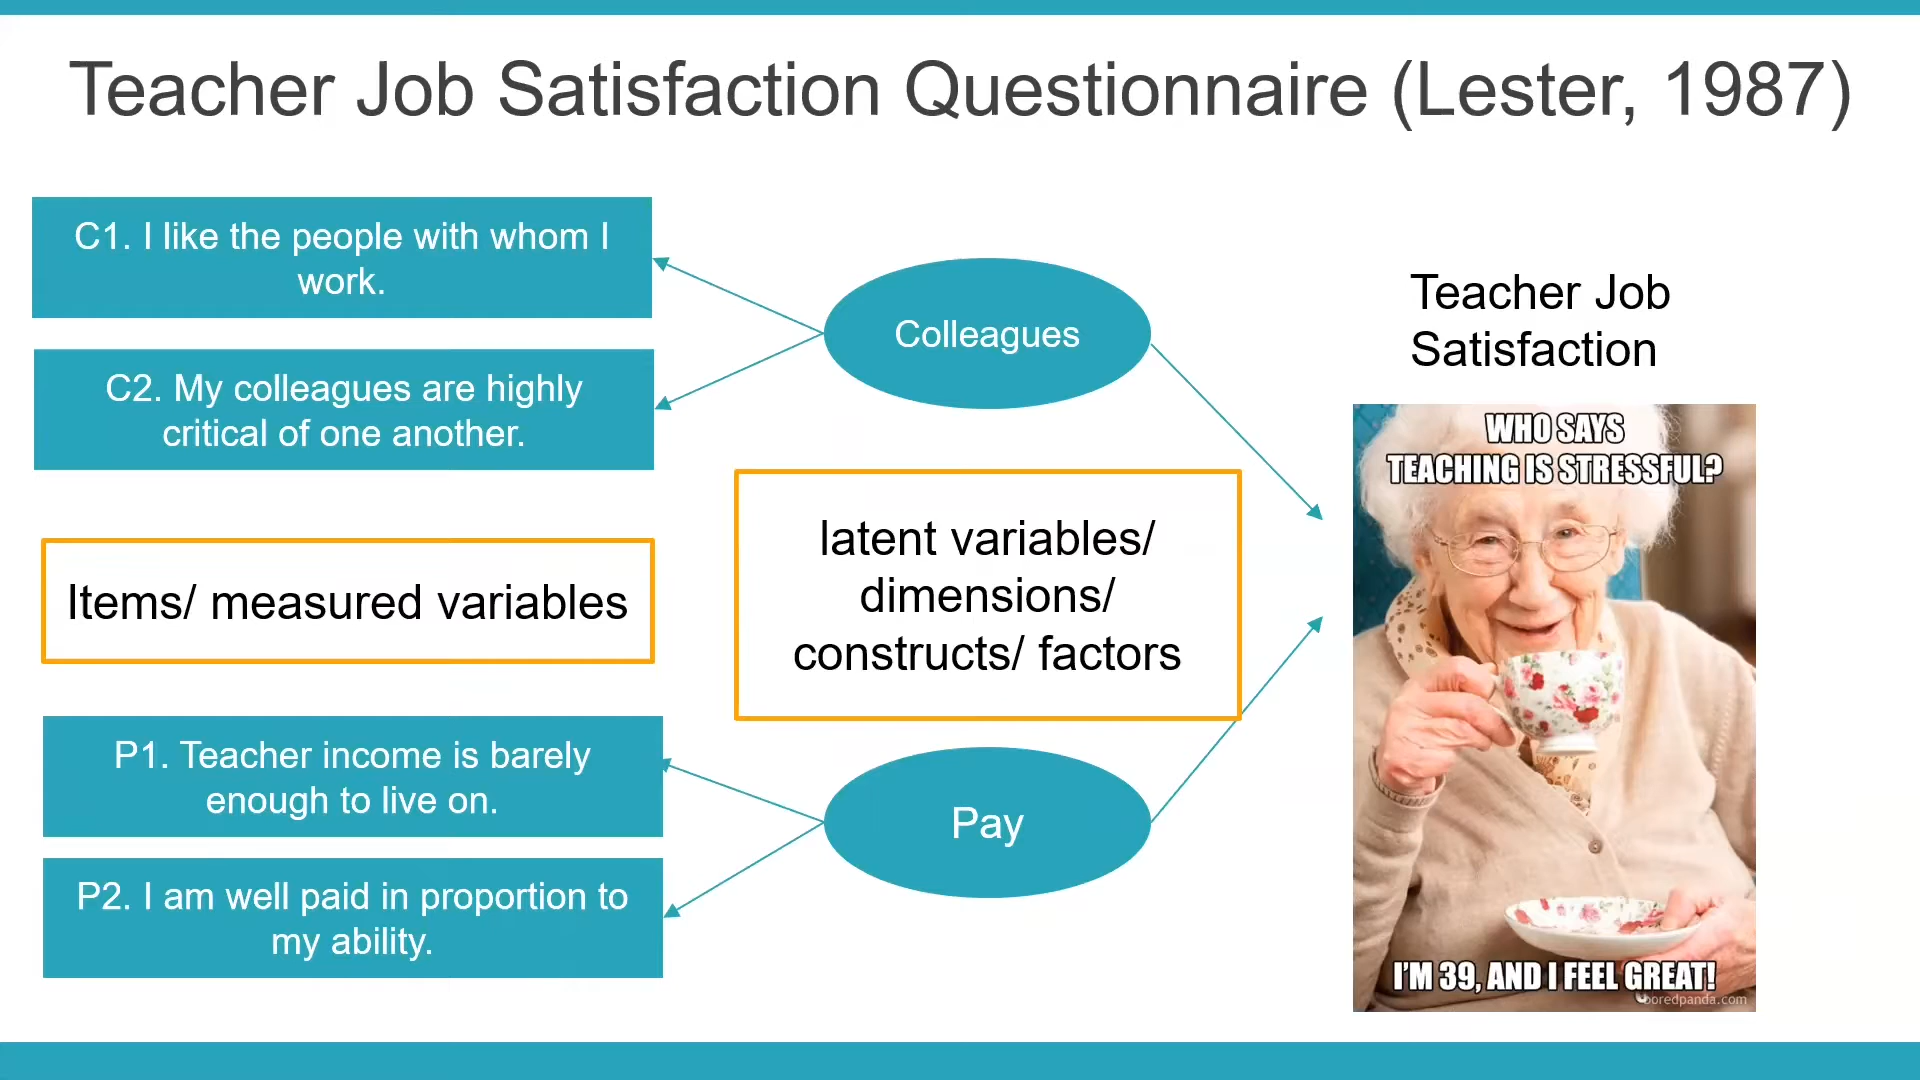 Teacher Job Satisfaction Questionnaire (Lester, 1987)
C1. I like the people with whom I
work.
C2. My colleagues are highly
critical of one another.
Items/ measured variables
P1. Teacher income is barely
enough to live on.
P2. I am well paid in proportion to
my ability.
Colleagues
latent variables/
dimensions/
constructs/ factors
Pay
Teacher Job
Satisfaction
WHO SAYS
TEACHING IS STRESSFUL?
I'M 39, AND I FEEL GREAT!
boredpanda.com